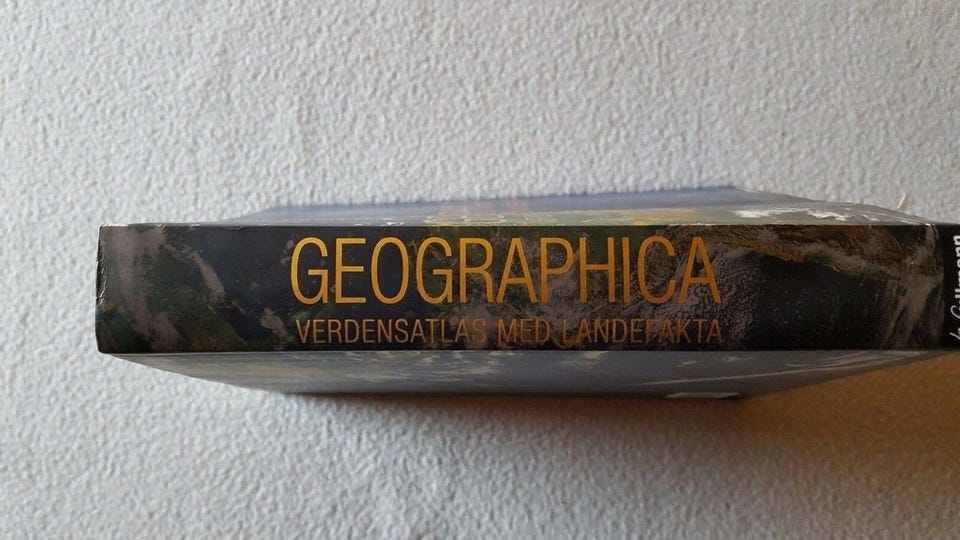 GEOGRAPHICA
VERDENSATLAS MED LANDEFAKTA